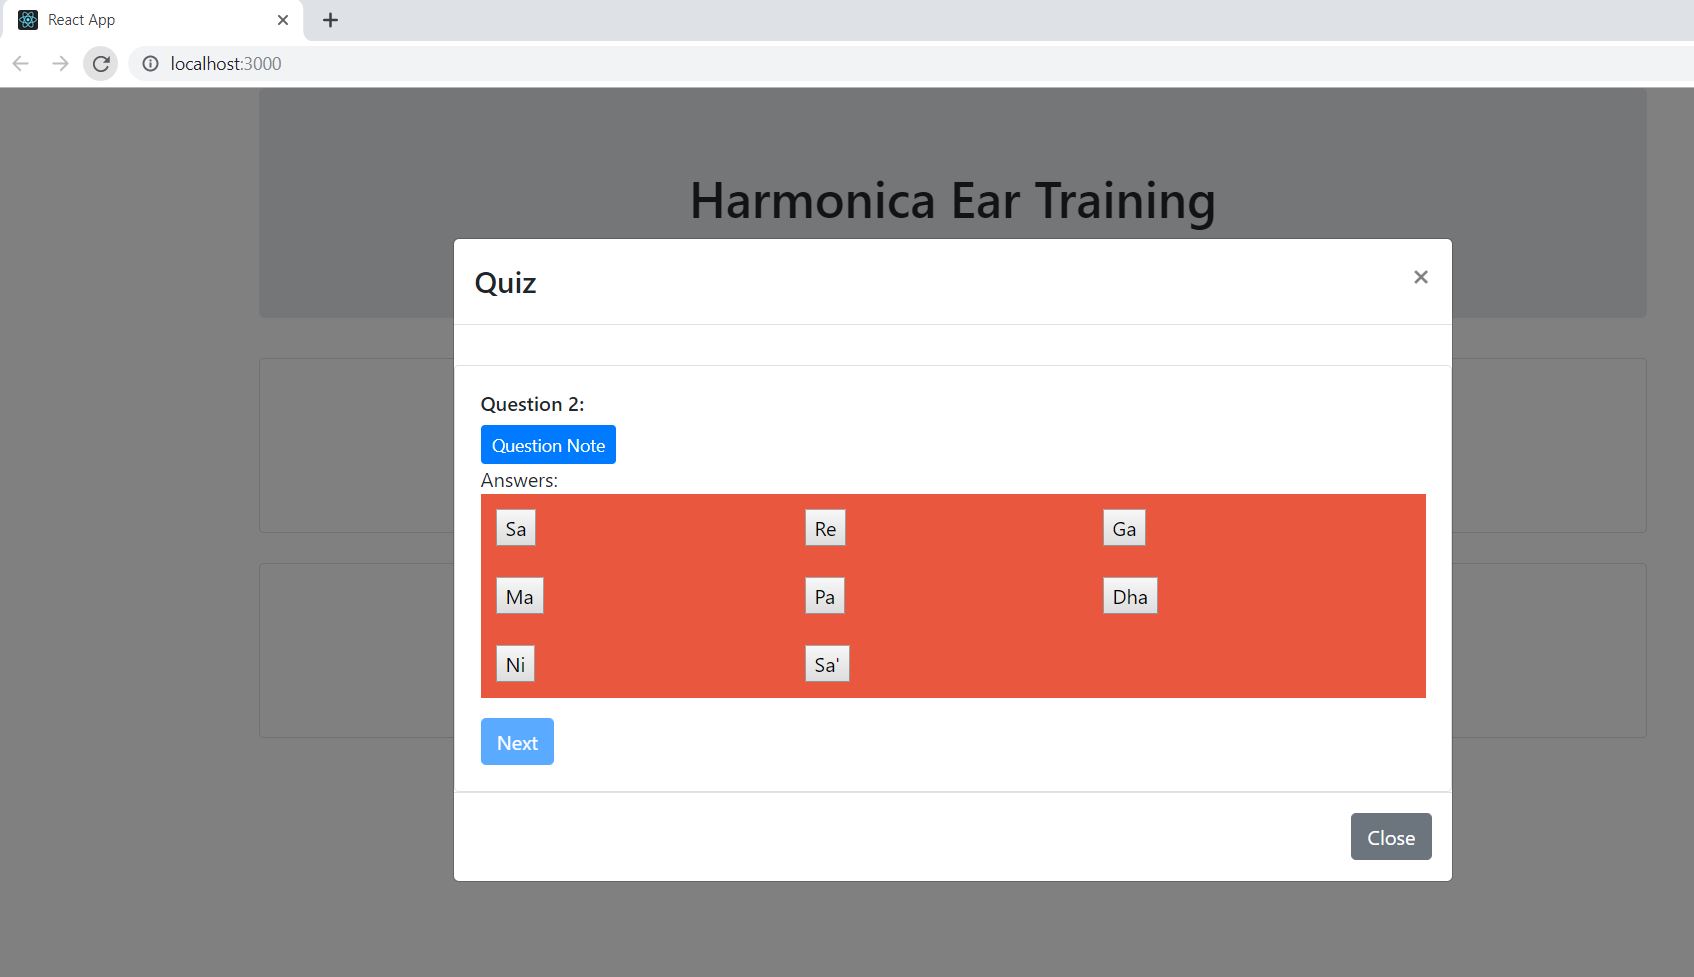 React App
localhost:3000
Harmonica Ear Training
Quiz
Question 2:
Question Note
Answers:
Sa Re Ga
Ma Pa Dha
Ni Sa'
Next
Close